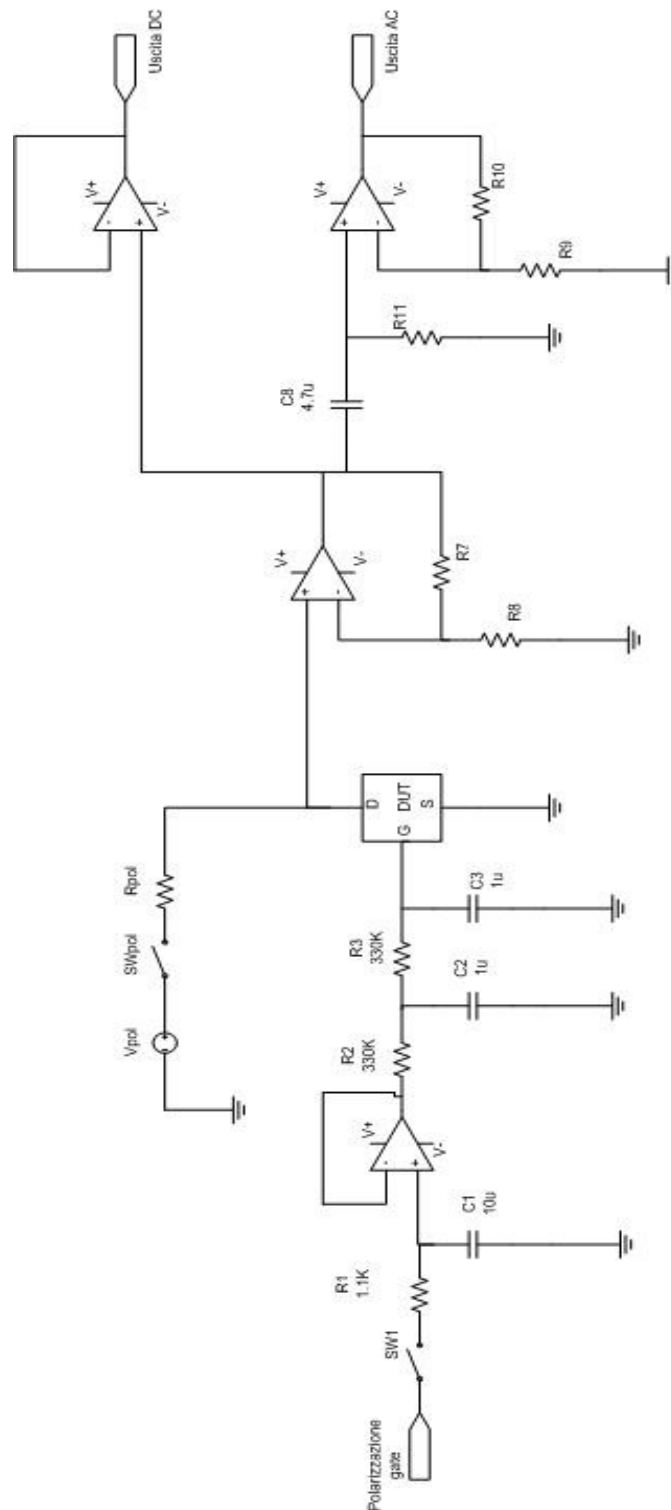 Uscita DC
V+
V-
-
+
Uscita AC
V+
V-
+
-
R10
R9
R11
C8
4.7u
V+
V-
+
-
R7
R8
Rpol
SWpol
Vpol
D
DUT
G
S
C3
1u
R3
330K
C2
1u
R2
330K
V+
V-
-
+
C1
10u
R1
1.1K
SW1
Polarizzazione
gate